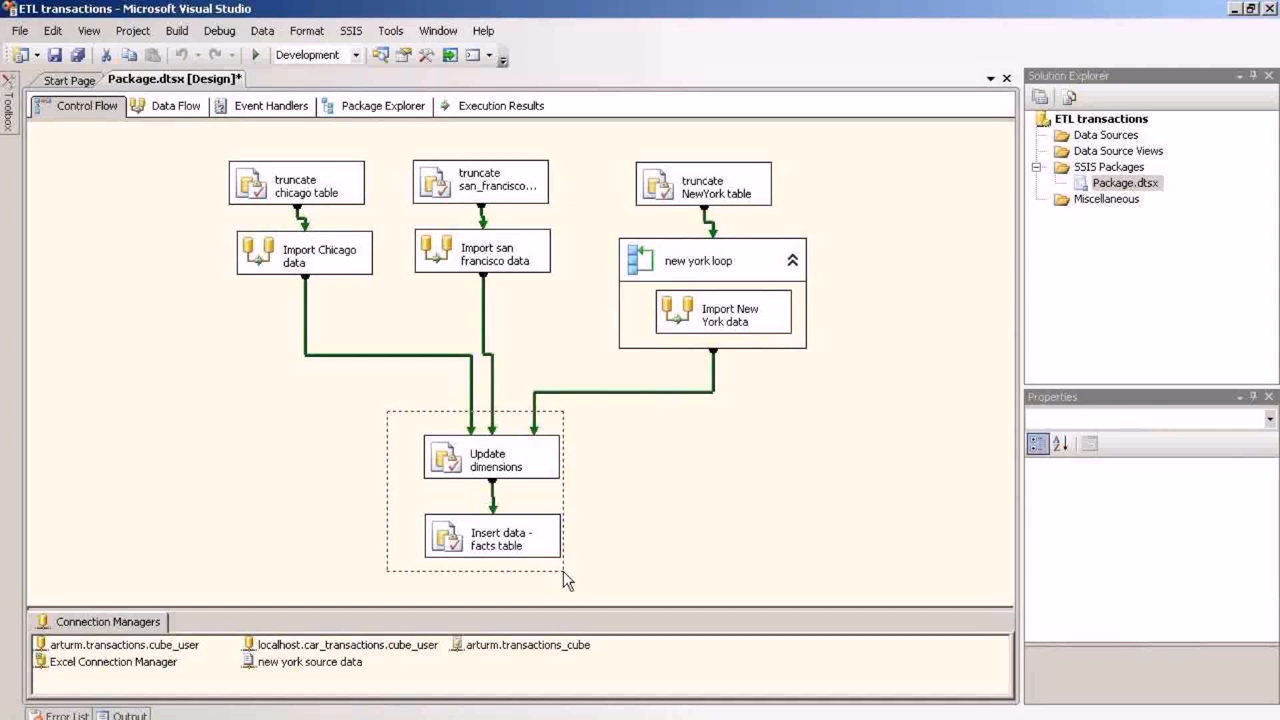 ETL transactions - Microsoft Visual Studio
File Edit View Project Build Debug Data Format SSIS Tools Window Help
Development
Start Page Package.dtsx [Design]*
Control Flow Data Flow Event Handlers Package Explorer Execution Results
Toolbox
truncate
chicago table
truncate
san_francisco...
truncate
NewYork table
Import Chicago
data
Import san
francisco data
new york loop
Import New
York data
Update
dimensions
Insert data -
facts table
Connection Managers
arturm.transactions.cube_user localhost.car_transactions.cube_user arturm.transactions_cube
Excel Connection Manager new york source data
Error List Output
Solution Explorer
ETL transactions
Data Sources
Data Source Views
SSIS Packages
Package.dtsx
Miscellaneous
Properties